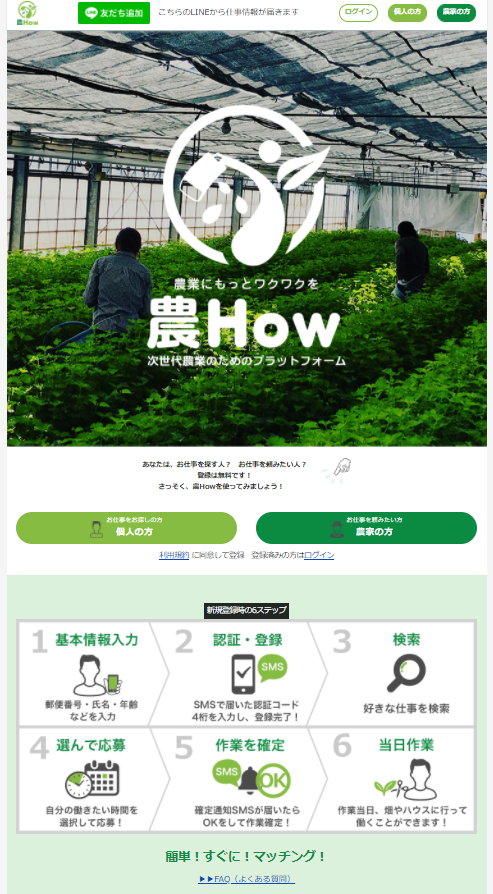 農How
LINE 友だち追加
こちらのLINEから仕事情報が届きます
ログイン
個人の方
農家の方
農業にもっとワクワクを
農How
次世代農業のためのプラットフォーム
あなたは、お仕事を探す人？　お仕事を頼みたい人？
登録は無料です！
さっそく、農Howを使ってみましょう！
お仕事をお探しの方
個人の方
お仕事を頼みたい方
農家の方
利用規約 に同意して登録　登録済みの方はログイン
新規登録時の6ステップ
1 基本情報入力
郵便番号・氏名・年齢
などを入力
2 認証・登録
SMS
SMSで届いた認証コード
4桁を入力し、登録完了！
3 検索
好きな仕事を検索
4 選んで応募
自分の働きたい時間を
選択して応募！
5 作業を確定
SMS OK
確定通知SMSが届いたら
OKをして作業確定！
6 当日作業
作業当日、畑やハウスに行って
働くことができます！
簡単！すぐに！マッチング！
▶▶FAQ（よくある質問）